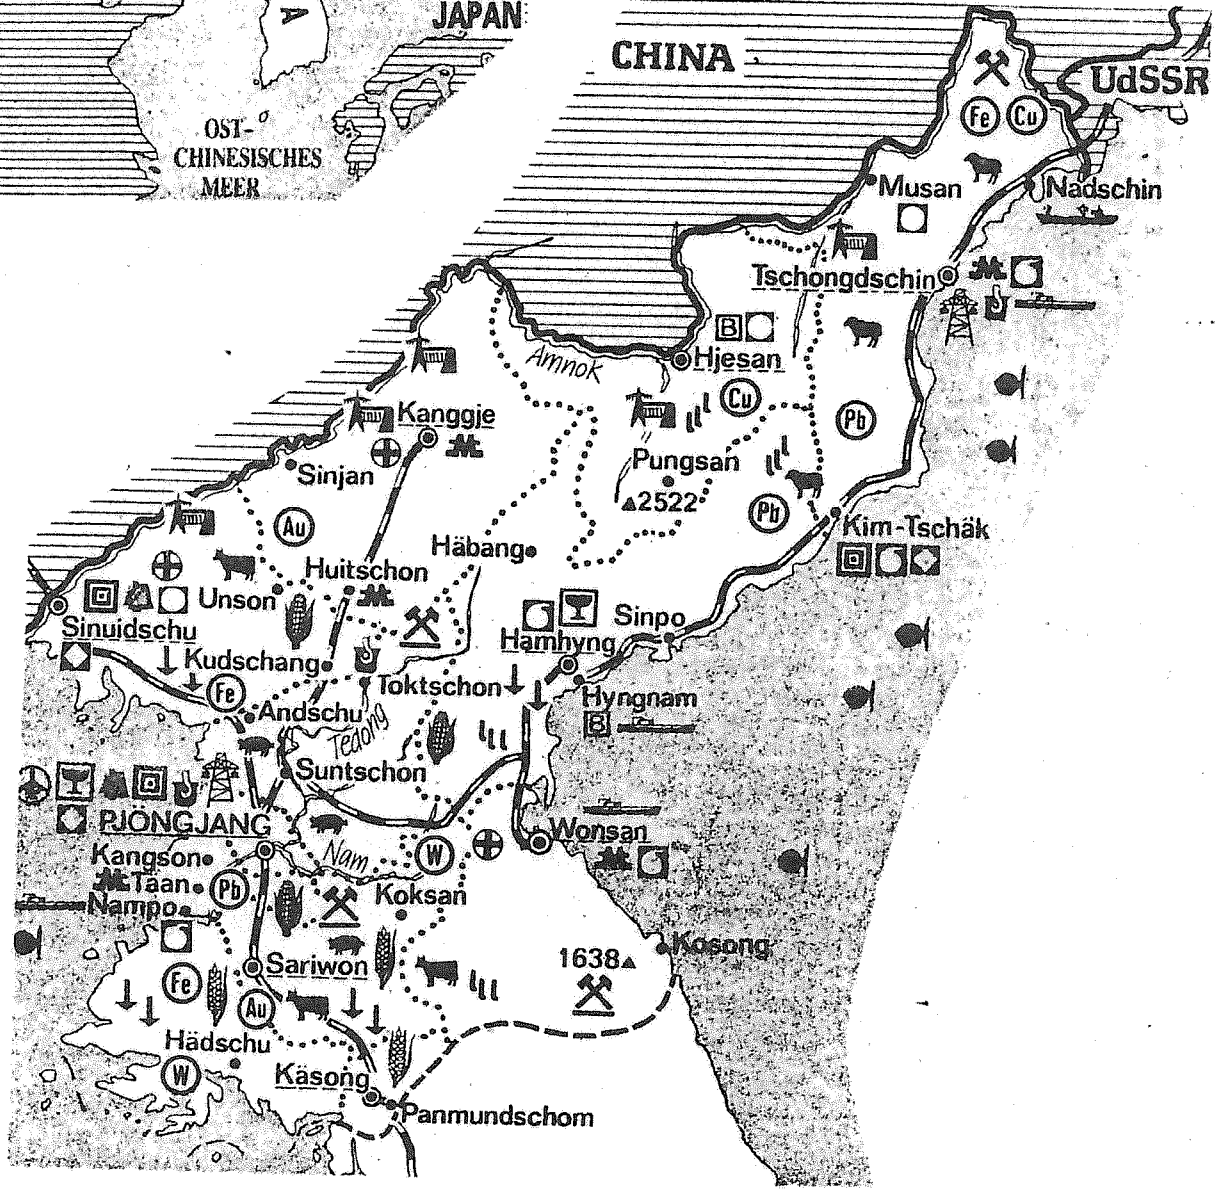 A
JAPAN
OST-
CHINESISCHES
MEER
CHINA
UdSSR
Fe
Cu
Musan
Nadschin
Tschongdschin
B
Hjesan
Amnok
Cu
Kanggje
Pb
Pungsan
Sinjan
2522
Pb
Au
Kim-Tschäk
Häbang
Huitschon
Unson
Sinpo
Sinuidschu
Hamhyng
Kudschang
Toktschon
Fe
Hyngnam
B
Andschu
Tedong
Suntschon
PJÖNGJANG
Wonsan
Nam
W
Kangson
Taan
Pb
Koksan
Nampo
Kosong
1638
Sariwon
Fe
Au
Hädschu
W
Käsong
Panmundschom